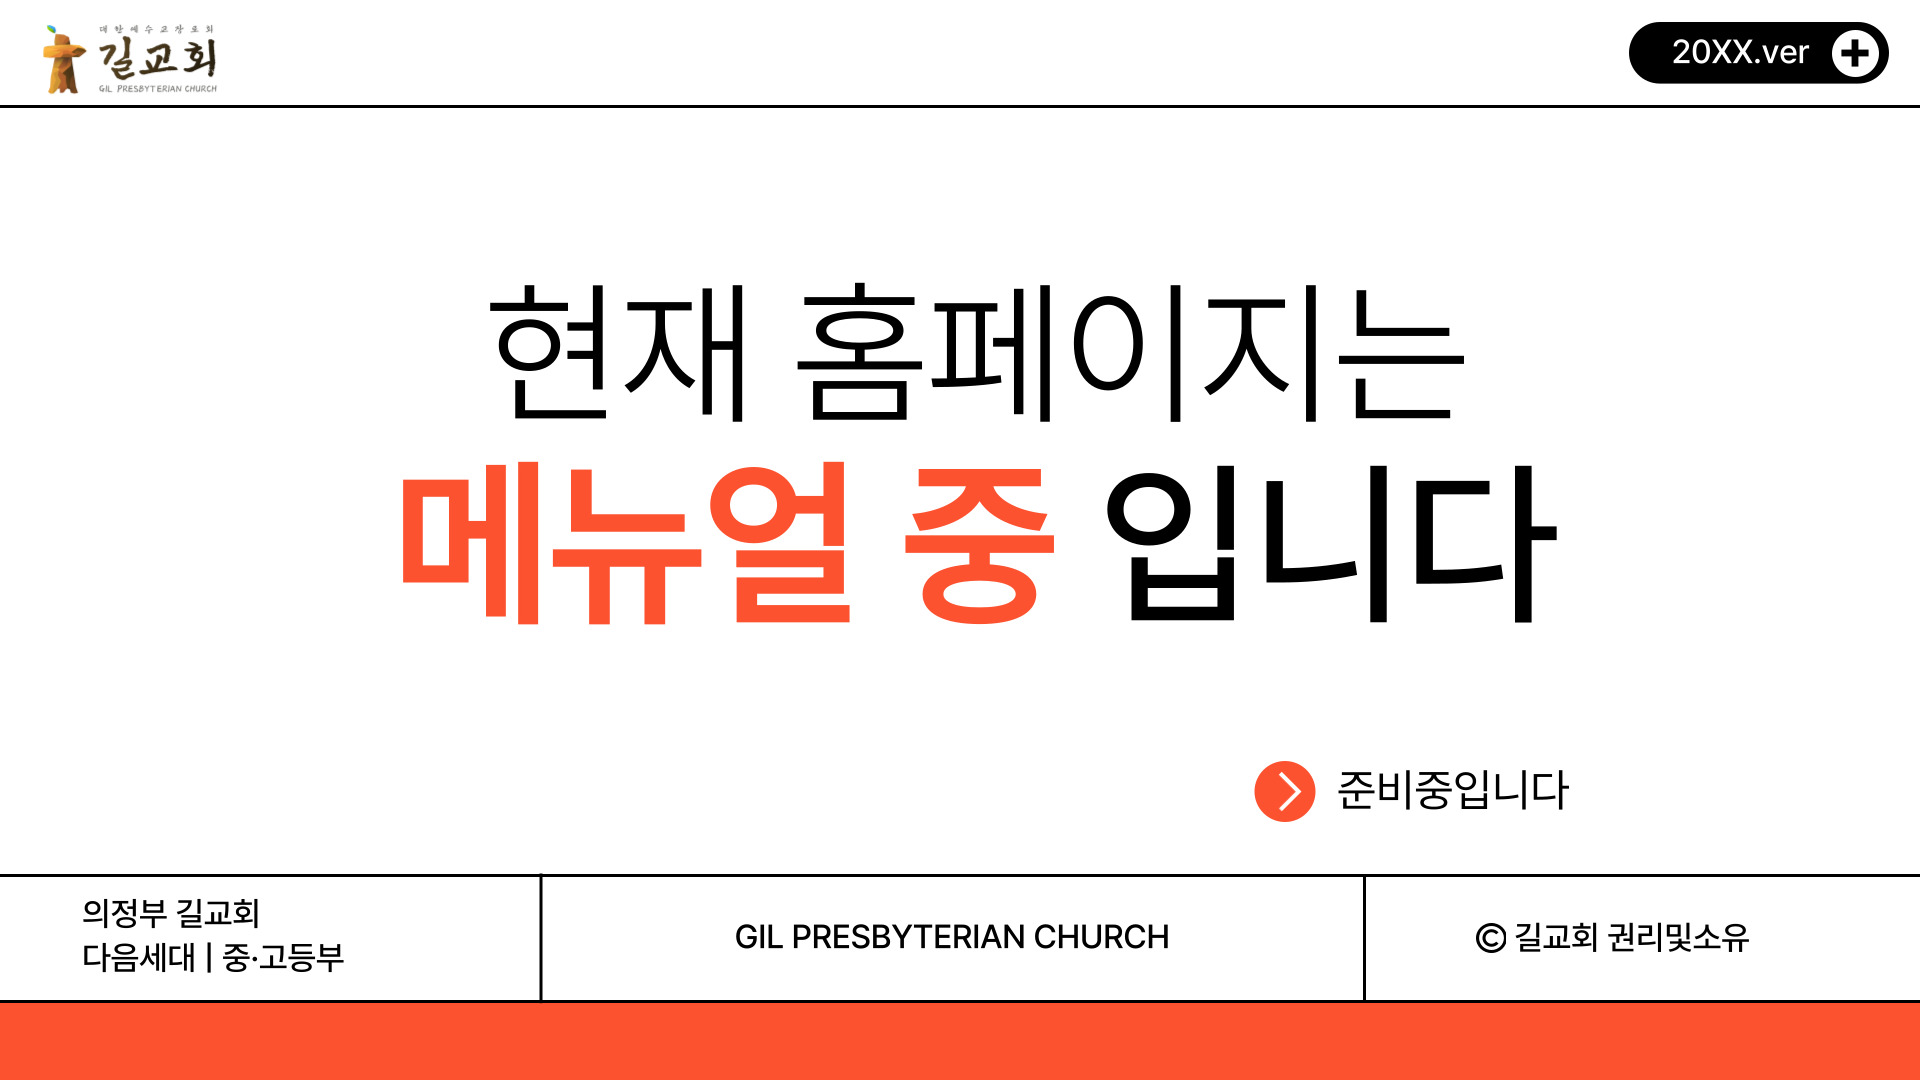 대한예수교장로회
길교회
GIL PRESBYTERIAN CHURCH
20XX.ver
현재 홈페이지는
메뉴얼 중 입니다
준비중입니다
의정부 길교회
다음세대 | 중·고등부
GIL PRESBYTERIAN CHURCH
© 길교회 권리및소유